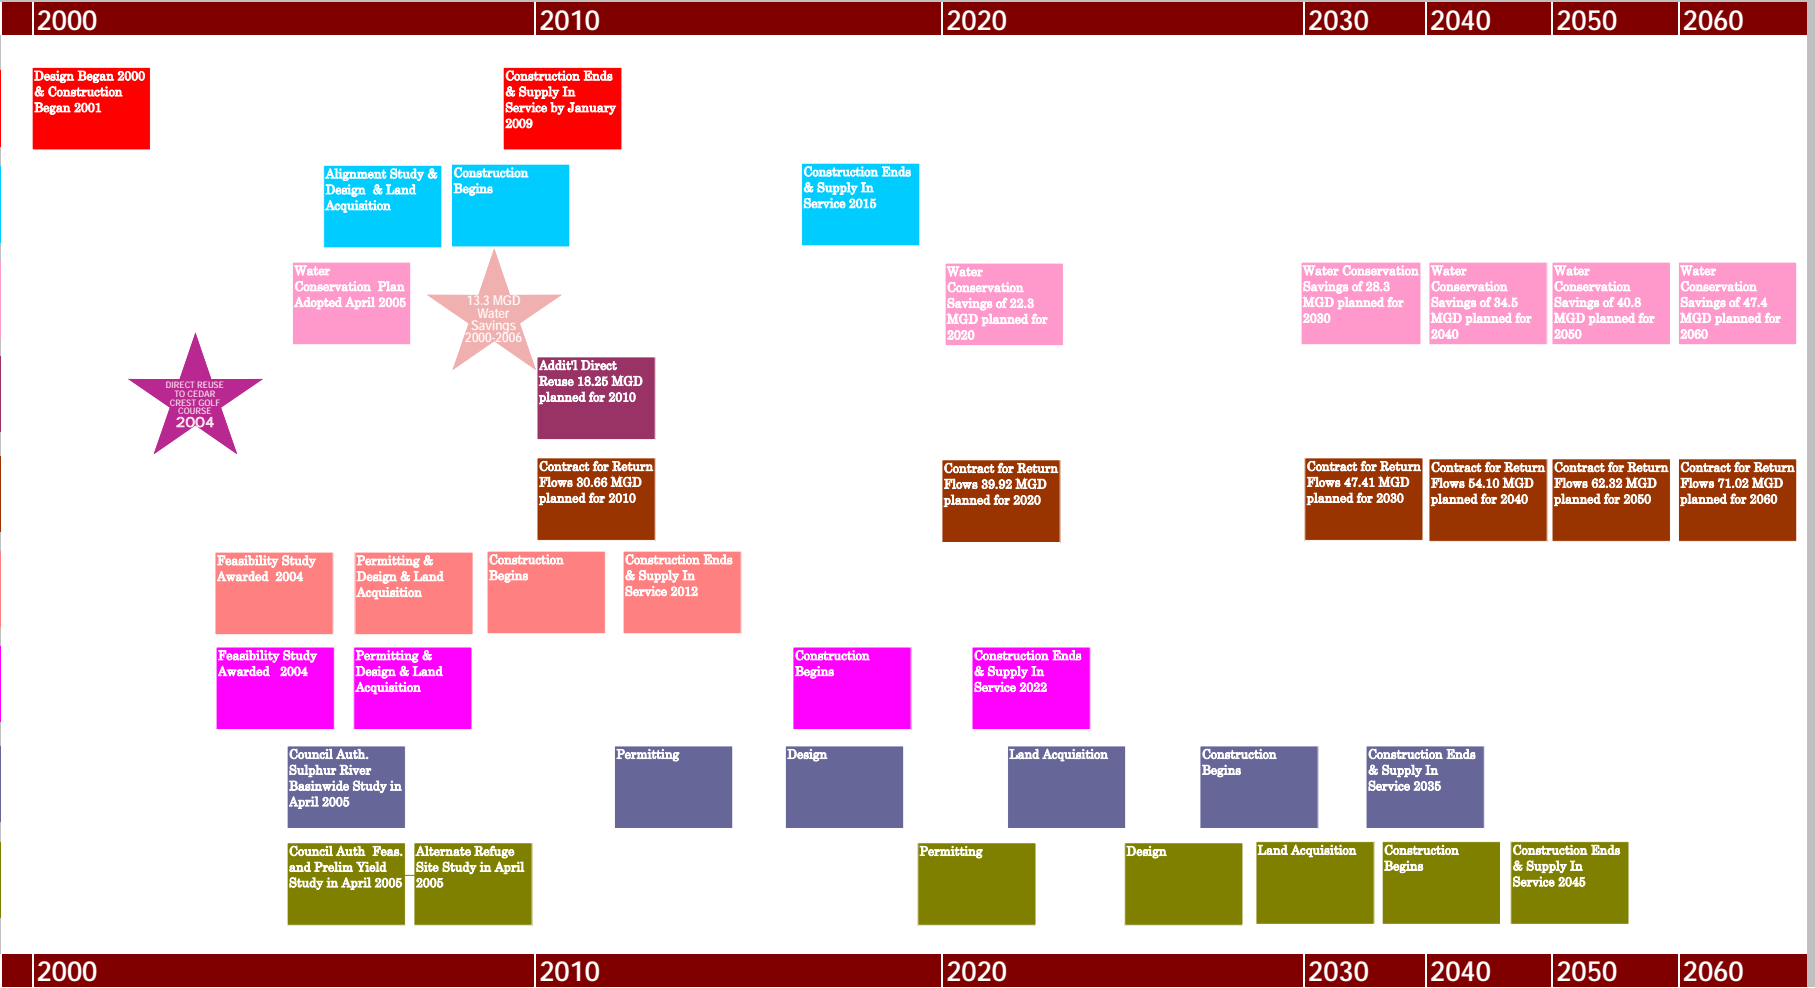 2000 2010 2020 2030 2040 2050 2060
Design Began 2000
& Construction
Began 2001
Construction Ends
& Supply In
Service by January
2009
Alignment Study &
Design & Land
Acquisition
Construction
Begins
Construction Ends
& Supply In
Service 2015
Water
Conservation Plan
Adopted April 2005
13.3 MGD
Water
Savings
2000-2006
Water
Conservation
Savings of 22.3
MGD planned for
2020
Water Conservation
Savings of 28.3
MGD planned for
2030
Water
Conservation
Savings of 34.5
MGD planned for
2040
Water
Conservation
Savings of 40.8
MGD planned for
2050
Water
Conservation
Savings of 47.4
MGD planned for
2060
DIRECT REUSE
TO CEDAR
CREST GOLF
COURSE
2004
Addit'l Direct
Reuse 18.25 MGD
planned for 2010
Contract for Return
Flows 30.66 MGD
planned for 2010
Contract for Return
Flows 39.92 MGD
planned for 2020
Contract for Return
Flows 47.41 MGD
planned for 2030
Contract for Return
Flows 54.10 MGD
planned for 2040
Contract for Return
Flows 62.32 MGD
planned for 2050
Contract for Return
Flows 71.02 MGD
planned for 2060
Feasibility Study
Awarded 2004
Permitting &
Design & Land
Acquisition
Construction
Begins
Construction Ends
& Supply In
Service 2012
Feasibility Study
Awarded 2004
Permitting &
Design & Land
Acquisition
Construction
Begins
Construction Ends
& Supply In
Service 2022
Council Auth.
Sulphur River
Basinwide Study in
April 2005
Permitting
Design
Land Acquisition
Construction
Begins
Construction Ends
& Supply In
Service 2035
Council Auth Feas.
and Prelim Yield
Study in April 2005
Alternate Refuge
Site Study in April
2005
Permitting
Design
Land Acquisition
Construction
Begins
Construction Ends
& Supply In
Service 2045
2000 2010 2020 2030 2040 2050 2060